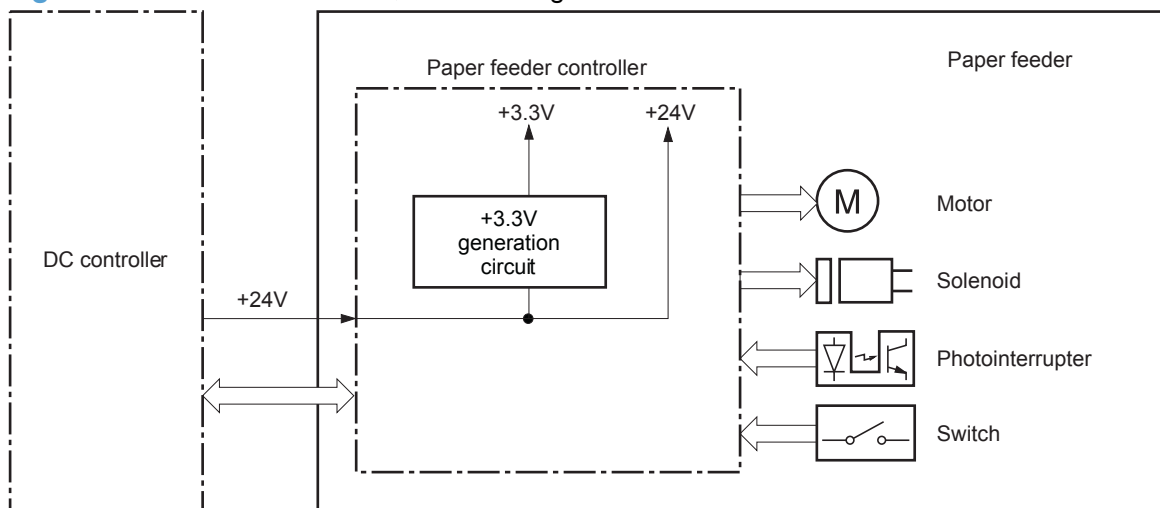 Paper feeder
Paper feeder controller
+3.3V
+24V
+3.3V
generation
circuit
M
Motor
DC controller
+24V
Solenoid
Photointerrupter
Switch